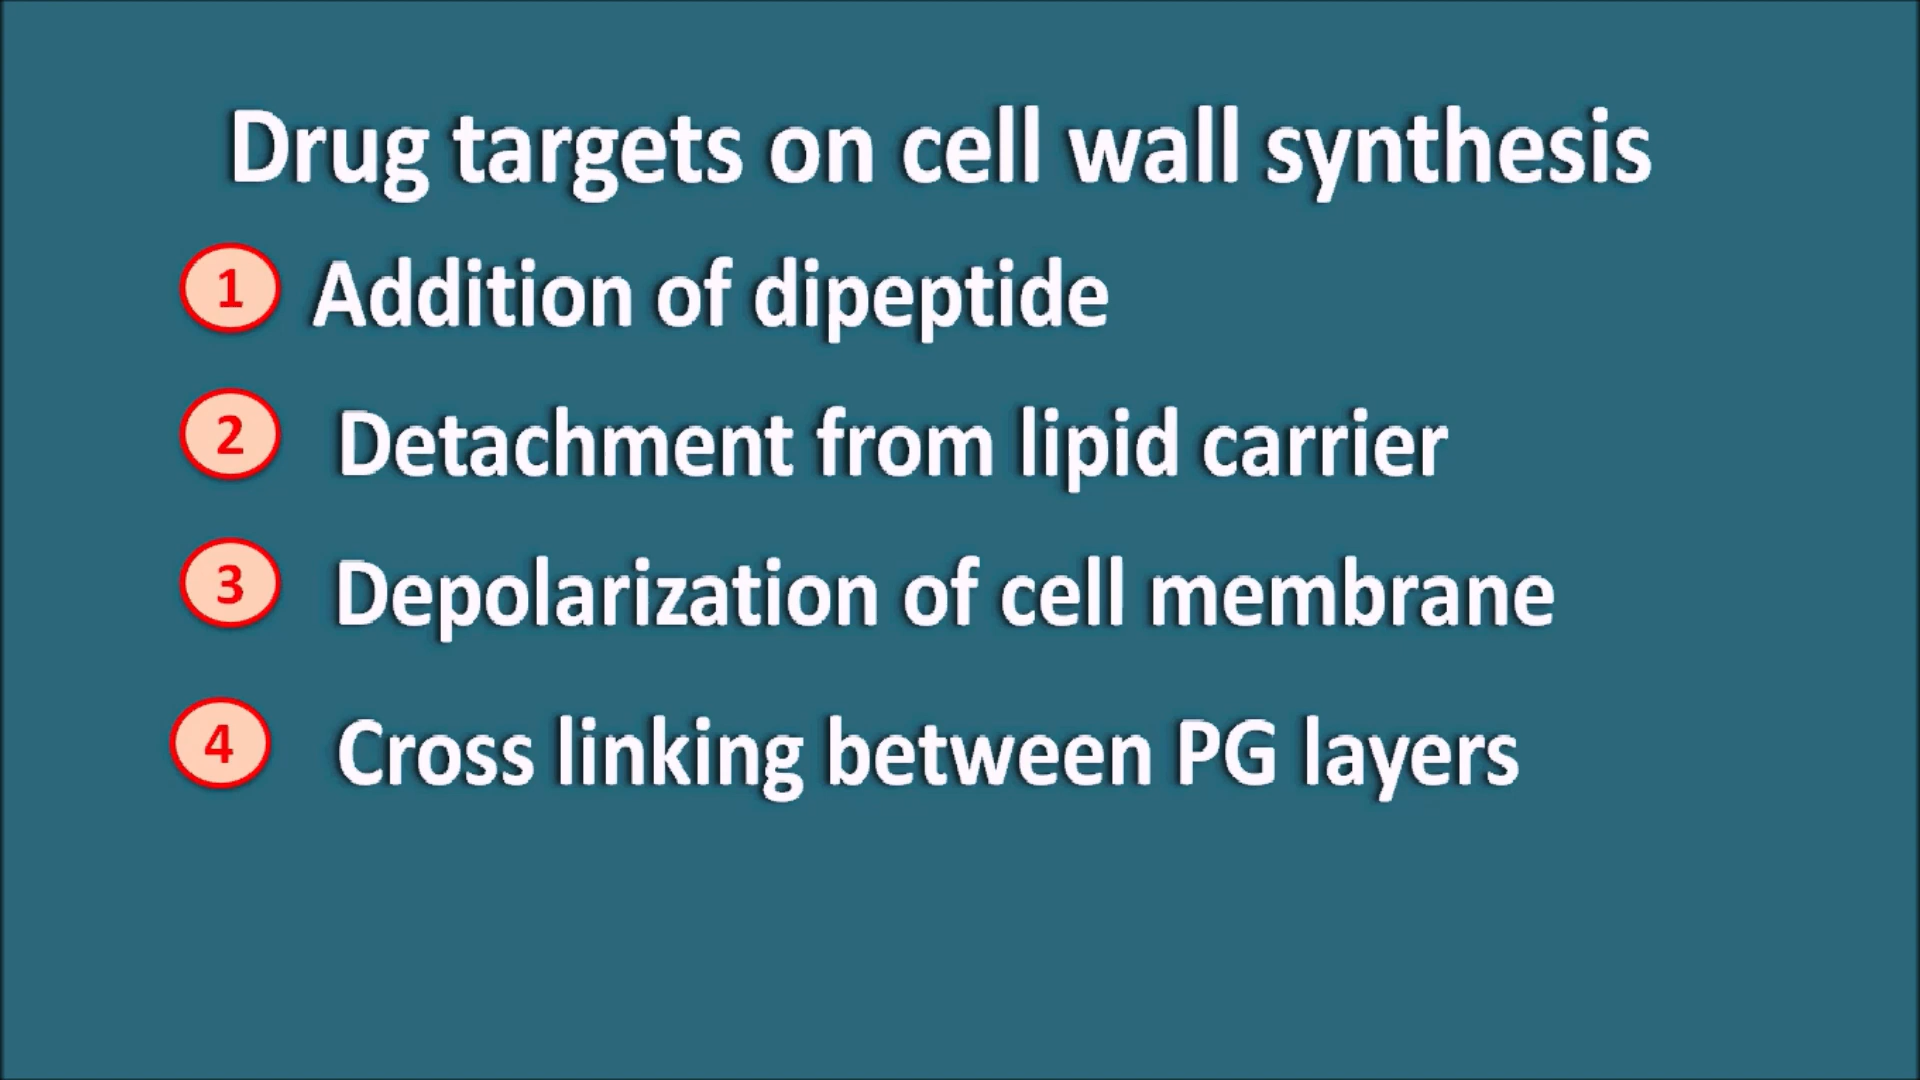 Drug targets on cell wall synthesis
1 Addition of dipeptide
2 Detachment from lipid carrier
3 Depolarization of cell membrane
4 Cross linking between PG layers